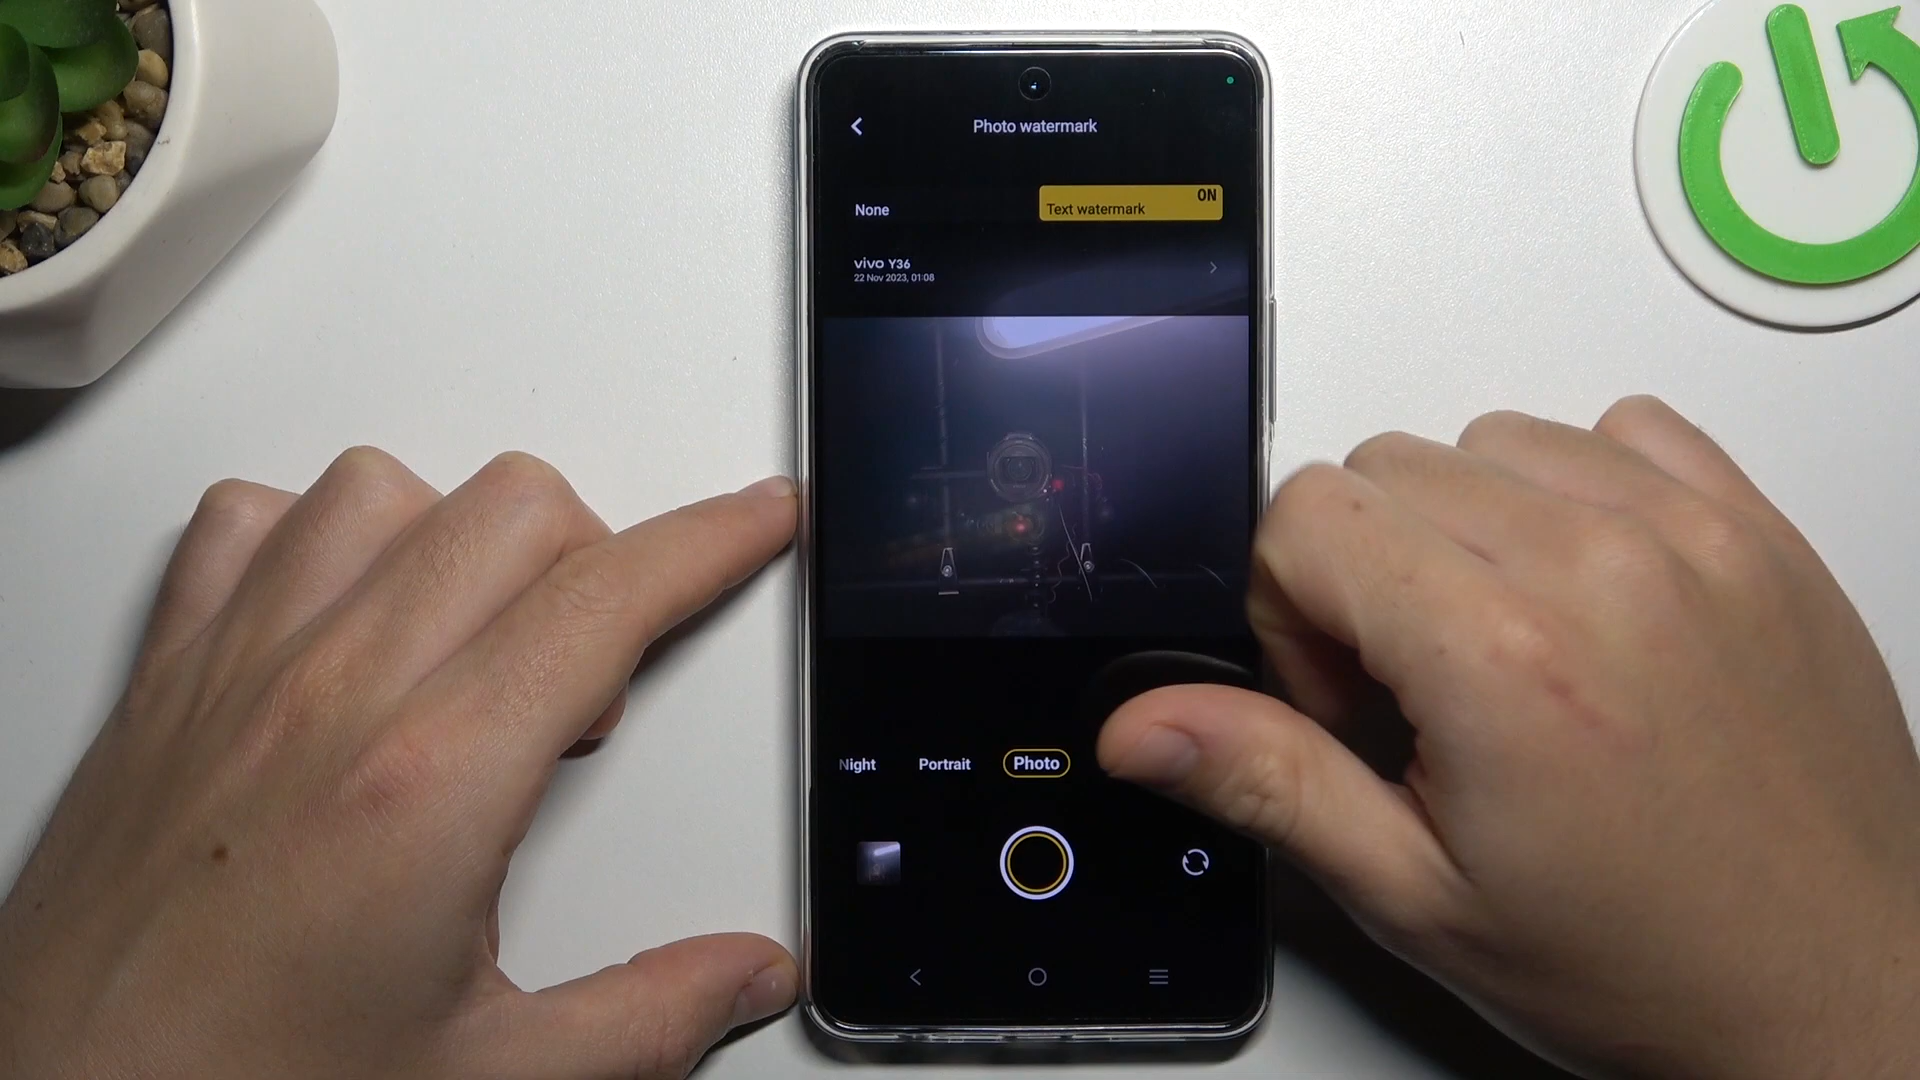 Photo watermark
None
Text watermark ON
vivo Y36
22 Nov 2023, 01:08
Night Portrait Photo